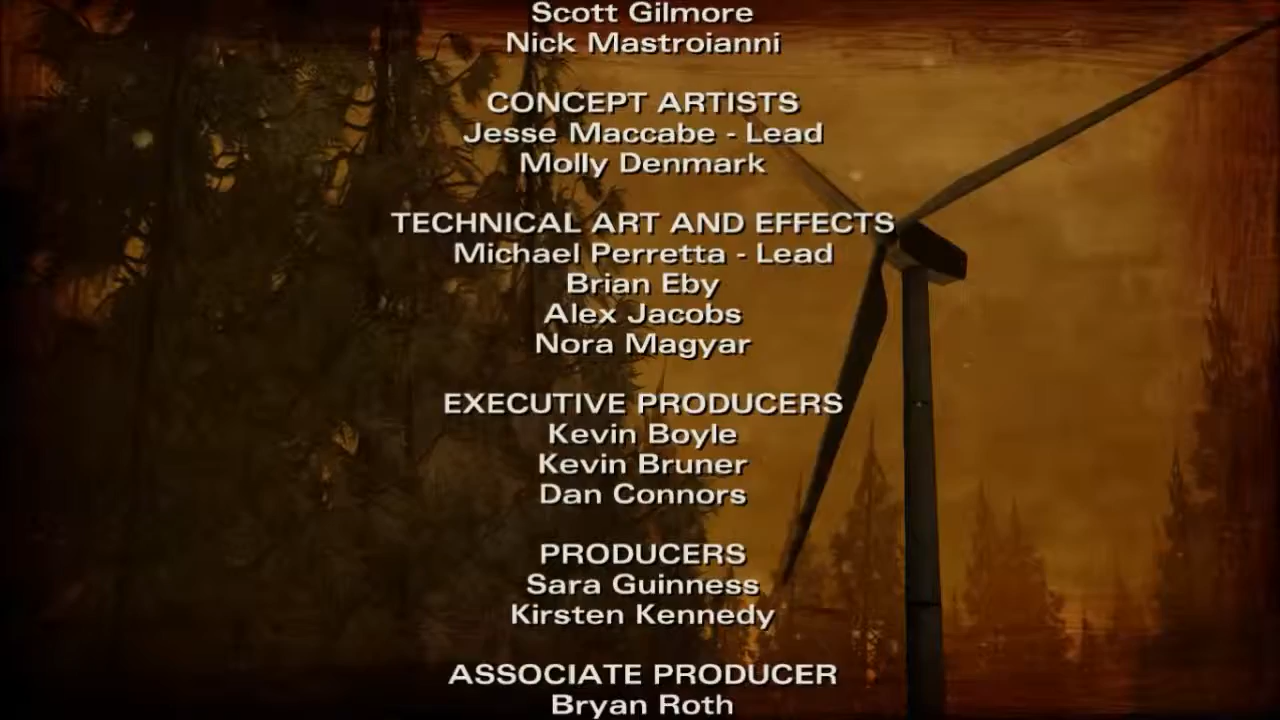 Scott Gilmore
Nick Mastroianni
CONCEPT ARTISTS
Jesse Maccabe - Lead
Molly Denmark
TECHNICAL ART AND EFFECTS
Michael Perretta - Lead
Brian Eby
Alex Jacobs
Nora Magyar
EXECUTIVE PRODUCERS
Kevin Boyle
Kevin Bruner
Dan Connors
PRODUCERS
Sara Guinness
Kirsten Kennedy
ASSOCIATE PRODUCER
Bryan Roth